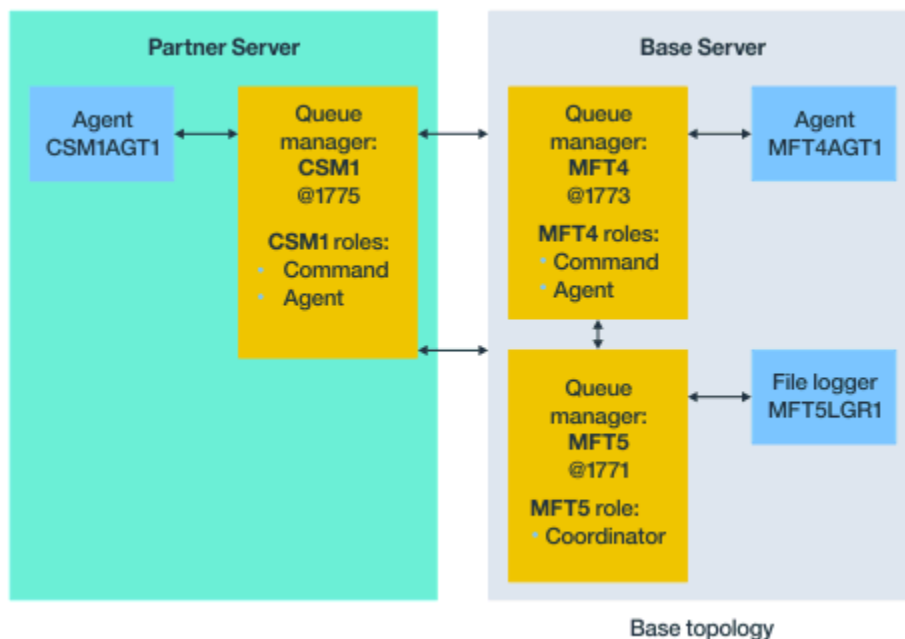 Partner Server
Agent
CSM1AGT1
Queue
manager:
CSM1
@1775
CSM1 roles:
• Command
• Agent
Base Server
Queue
manager:
MFT4
@1773
MFT4 roles:
• Command
• Agent
Agent
MFT4AGT1
Queue
manager:
MFT5
@1771
MFT5 role:
• Coordinator
File logger
MFT5LGR1
Base topology